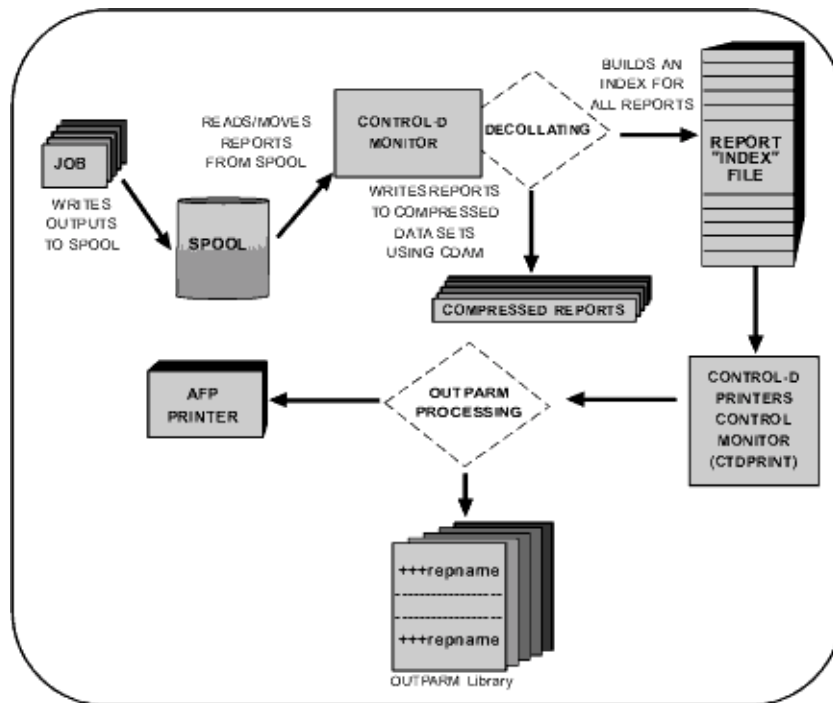 JOB
WRITES
OUTPUTS
TO SPOOL
READS/MOVES
REPORTS
FROM SPOOL
SPOOL
CONTROL-D
MONITOR
WRITES REPORTS
TO COMPRESSED
DATA SETS
USING CDAM
DECOLLATING
BUILDS AN
INDEX FOR
ALL REPORTS
REPORT
"INDEX"
FILE
COMPRESSED REPORTS
CONTROL-D
PRINTERS
CONTROL
MONITOR
(CTDPRINT)
OUTPARM
PROCESSING
AFP
PRINTER
+++repname
+++repname
OUTPARM Library